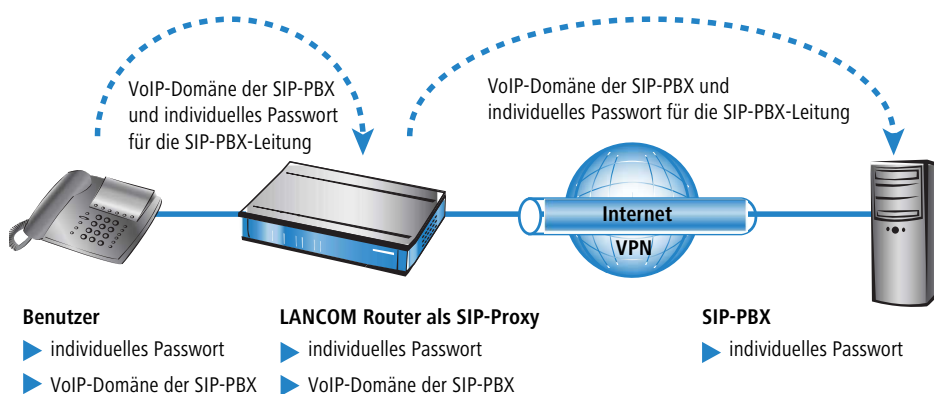 VoIP-Domäne der SIP-PBX
und individuelles Passwort
für die SIP-PBX-Leitung
VoIP-Domäne der SIP-PBX und
individuelles Passwort für die SIP-PBX-Leitung
Internet
VPN
Benutzer
individuelles Passwort
VoIP-Domäne der SIP-PBX
LANCOM Router als SIP-Proxy
individuelles Passwort
VoIP-Domäne der SIP-PBX
SIP-PBX
individuelles Passwort